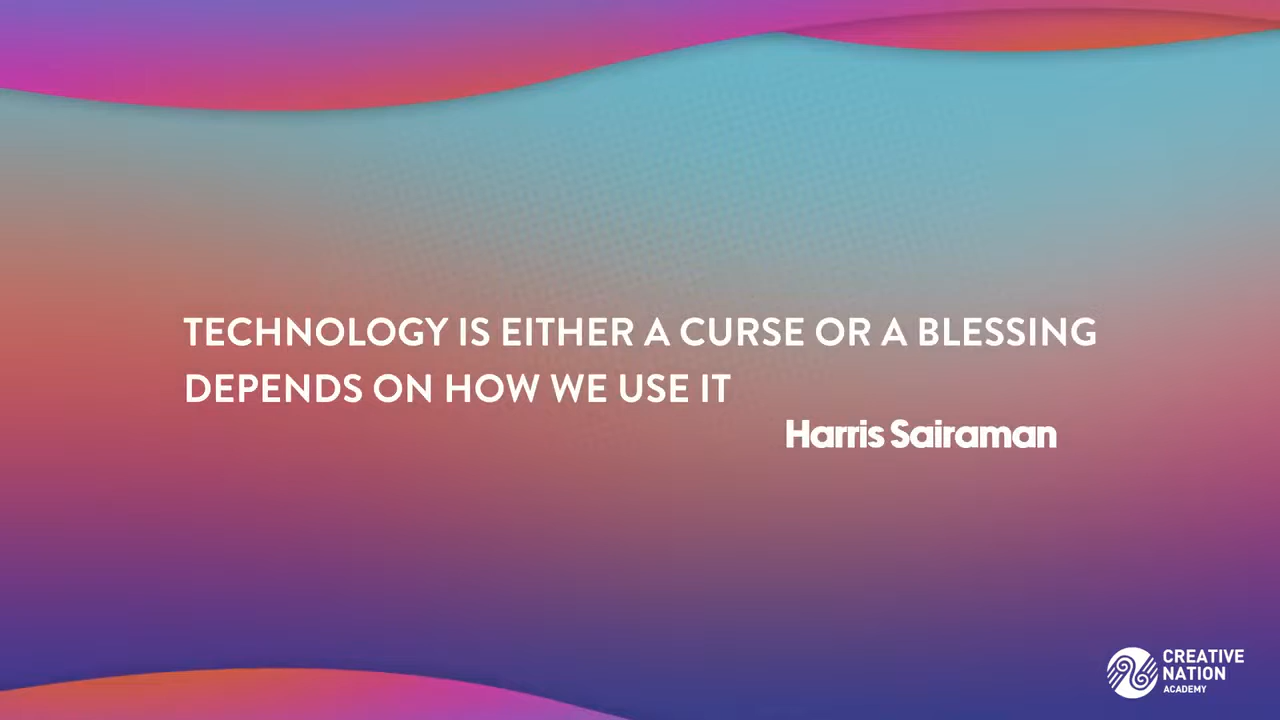 TECHNOLOGY IS EITHER A CURSE OR A BLESSING
DEPENDS ON HOW WE USE IT
Harris Sairaman
CREATIVE
NATION
ACADEMY